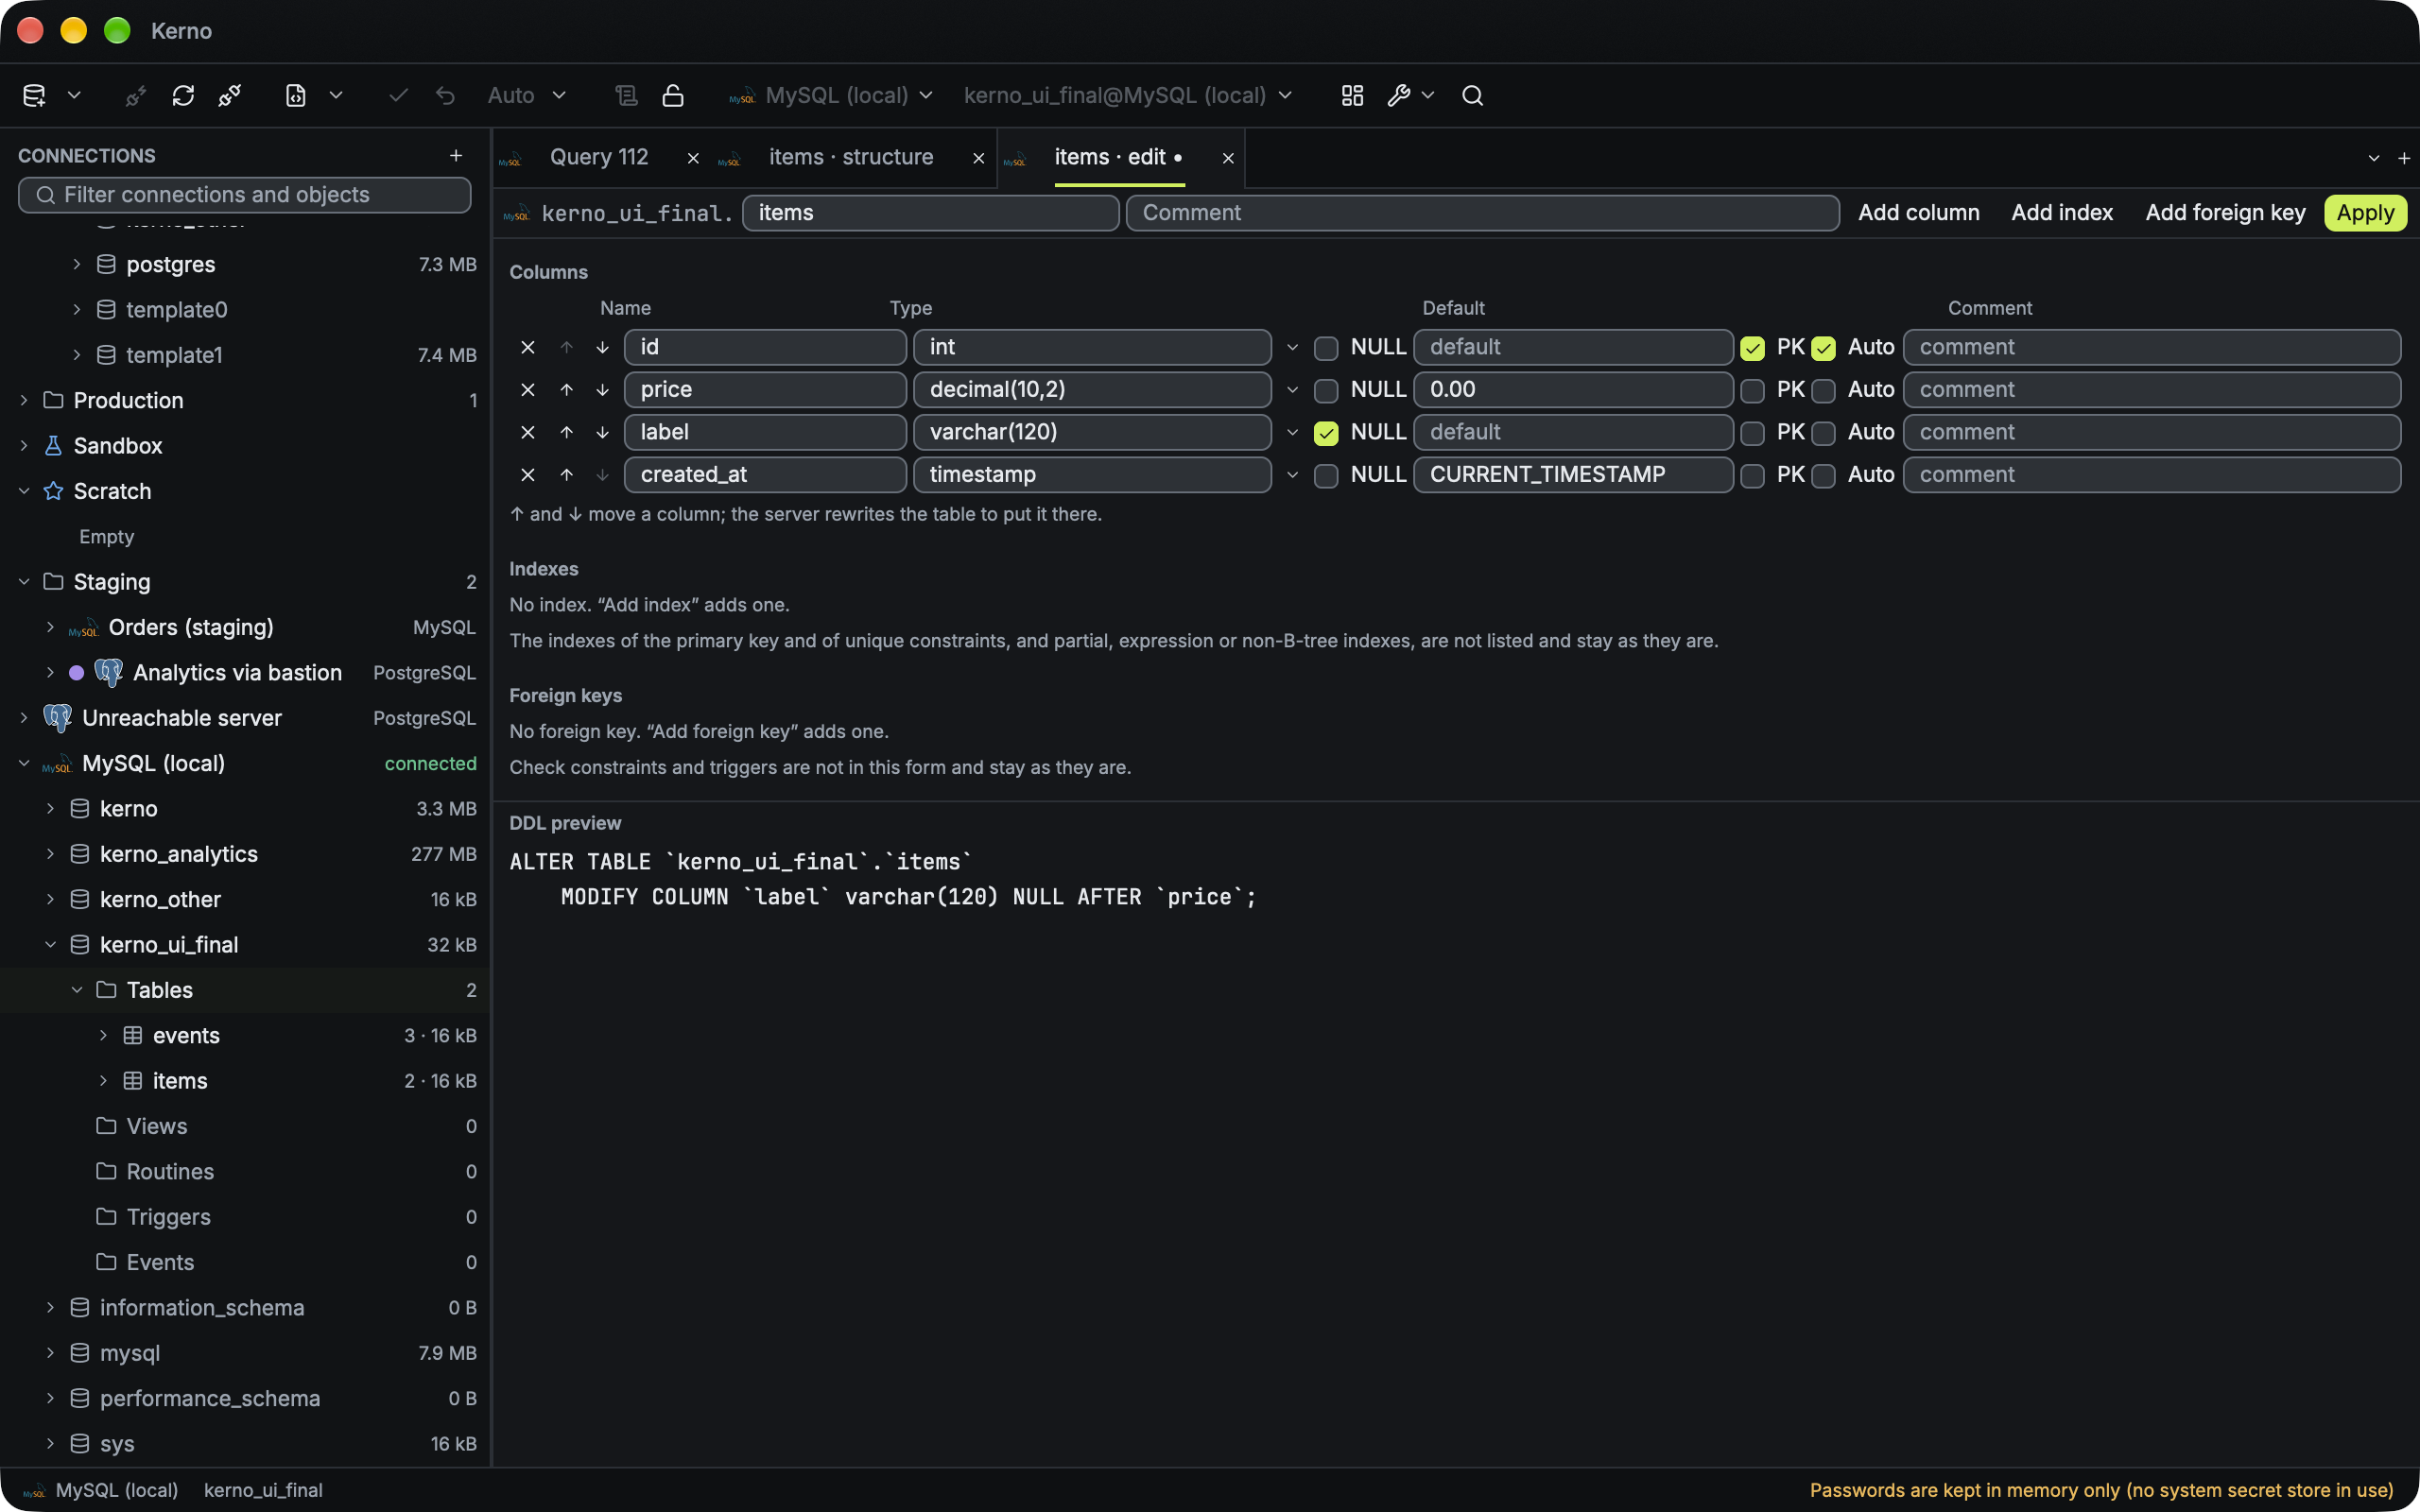 Kerno
Auto
MySQL (local)
kerno_ui_final@MySQL (local)
CONNECTIONS
Filter connections and objects
postgres 7.3 MB
template0
template1 7.4 MB
Production 1
Sandbox
Scratch
Empty
Staging 2
MySQL Orders (staging) MySQL
Analytics via bastion PostgreSQL
Unreachable server PostgreSQL
MySQL MySQL (local) connected
kerno 3.3 MB
kerno_analytics 277 MB
kerno_other 16 kB
kerno_ui_final 32 kB
Tables 2
events 3 · 16 kB
items 2 · 16 kB
Views 0
Routines 0
Triggers 0
Events 0
information_schema 0 B
mysql 7.9 MB
performance_schema 0 B
sys 16 kB
Query 112
items · structure
items · edit •
kerno_ui_final. items Comment Add column Add index Add foreign key Apply
Columns
Name Type Default Comment
id int NULL default PK Auto comment
price decimal(10,2) NULL 0.00 PK Auto comment
label varchar(120) NULL default PK Auto comment
created_at timestamp NULL CURRENT_TIMESTAMP PK Auto comment
↑ and ↓ move a column; the server rewrites the table to put it there.
Indexes
No index. “Add index” adds one.
The indexes of the primary key and of unique constraints, and partial, expression or non-B-tree indexes, are not listed and stay as they are.
Foreign keys
No foreign key. “Add foreign key” adds one.
Check constraints and triggers are not in this form and stay as they are.
DDL preview
ALTER TABLE `kerno_ui_final`.`items`
MODIFY COLUMN `label` varchar(120) NULL AFTER `price`;
MySQL MySQL (local) kerno_ui_final
Passwords are kept in memory only (no system secret store in use)